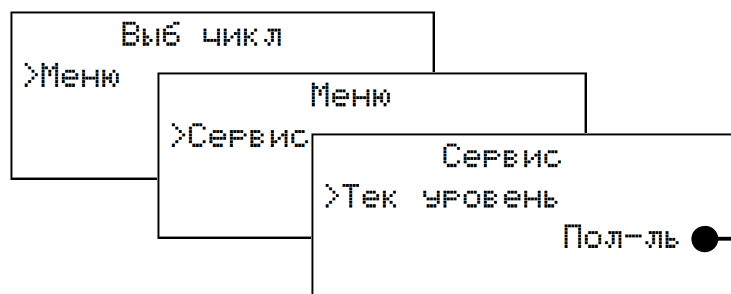 Выб цикл
>Меню
Меню
>Сервис
Сервис
>Тек уровень
Пол-ль